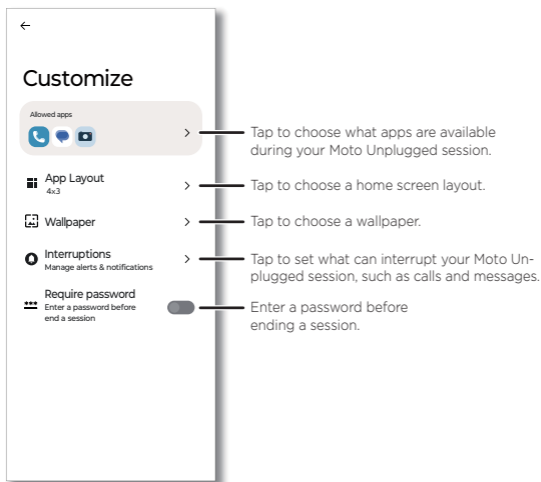 Customize
Allowed apps
Tap to choose what apps are available
during your Moto Unplugged session.
App Layout
4x3
Tap to choose a home screen layout.
Wallpaper
Tap to choose a wallpaper.
Interruptions
Manage alerts & notifications
Tap to set what can interrupt your Moto Un-
plugged session, such as calls and messages.
Require password
Enter a password before
end a session
Enter a password before
ending a session.